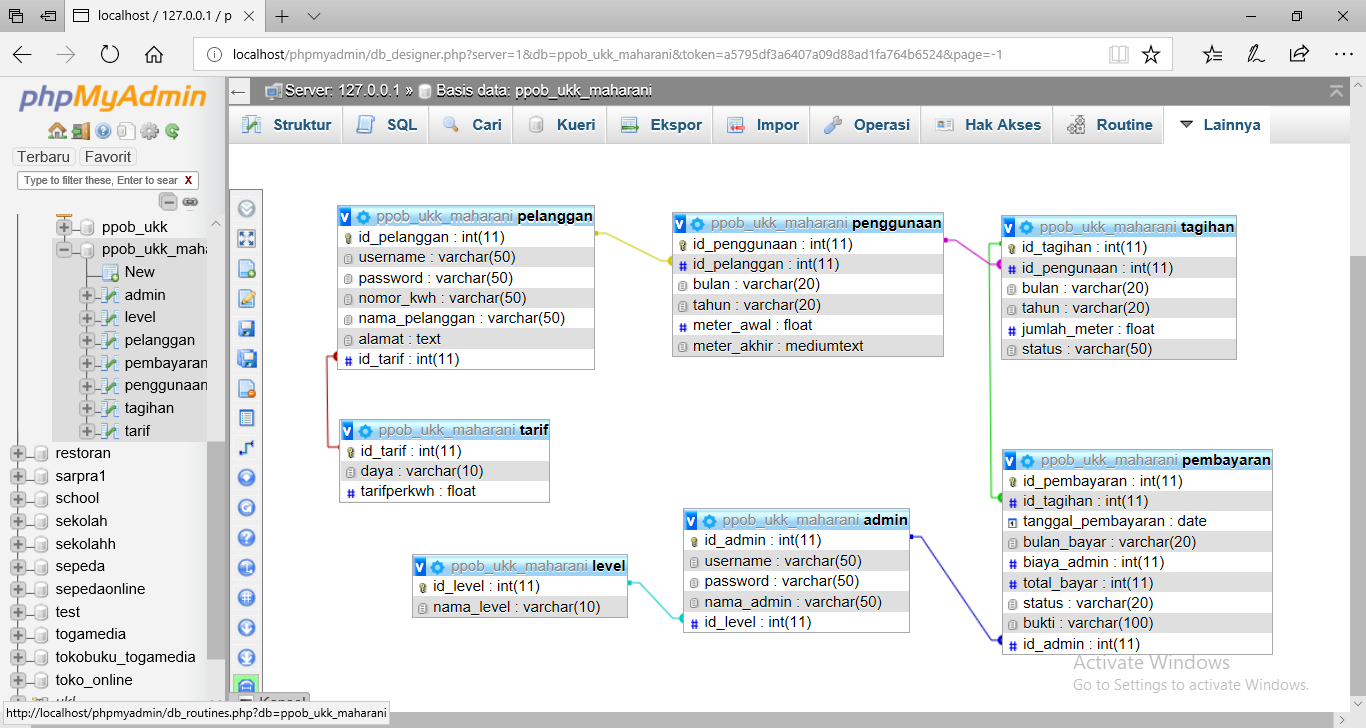 localhost / 127.0.0.1 / p
localhost/phpmyadmin/db_designer.php?server=1&db=ppob_ukk_maharani&token=a5795df3a6407a09d88ad1fa764b6524&page=-1
phpMyAdmin
Terbaru Favorit
Type to filter these, Enter to sear X
ppob_ukk
ppob_ukk_maha
New
admin
level
pelanggan
pembayaran
penggunaan
tagihan
tarif
restoran
sarpra1
school
sekolah
sekolahh
sepeda
sepedaonline
test
togamedia
tokobuku_togamedia
toko_online
ukl
http://localhost/phpmyadmin/db_routines.php?db=ppob_ukk_maharani
Server: 127.0.0.1 » Basis data: ppob_ukk_maharani
Struktur SQL Cari Kueri Ekspor Impor Operasi Hak Akses Routine Lainnya
v ppob_ukk_maharani pelanggan
id_pelanggan : int(11)
username : varchar(50)
password : varchar(50)
nomor_kwh : varchar(50)
nama_pelanggan : varchar(50)
alamat : text
# id_tarif : int(11)
v ppob_ukk_maharani penggunaan
id_penggunaan : int(11)
# id_pelanggan : int(11)
bulan : varchar(20)
tahun : varchar(20)
# meter_awal : float
meter_akhir : mediumtext
v ppob_ukk_maharani tagihan
id_tagihan : int(11)
# id_pengunaan : int(11)
bulan : varchar(20)
tahun : varchar(20)
# jumlah_meter : float
status : varchar(50)
v ppob_ukk_maharani tarif
id_tarif : int(11)
daya : varchar(10)
# tarifperkwh : float
v ppob_ukk_maharani level
id_level : int(11)
nama_level : varchar(10)
v ppob_ukk_maharani admin
id_admin : int(11)
username : varchar(50)
password : varchar(50)
nama_admin : varchar(50)
# id_level : int(11)
v ppob_ukk_maharani pembayaran
id_pembayaran : int(11)
# id_tagihan : int(11)
tanggal_pembayaran : date
bulan_bayar : varchar(20)
# biaya_admin : int(11)
# total_bayar : int(11)
status : varchar(20)
bukti : varchar(100)
# id_admin : int(11)
Activate Windows
Go to Settings to activate Windows.